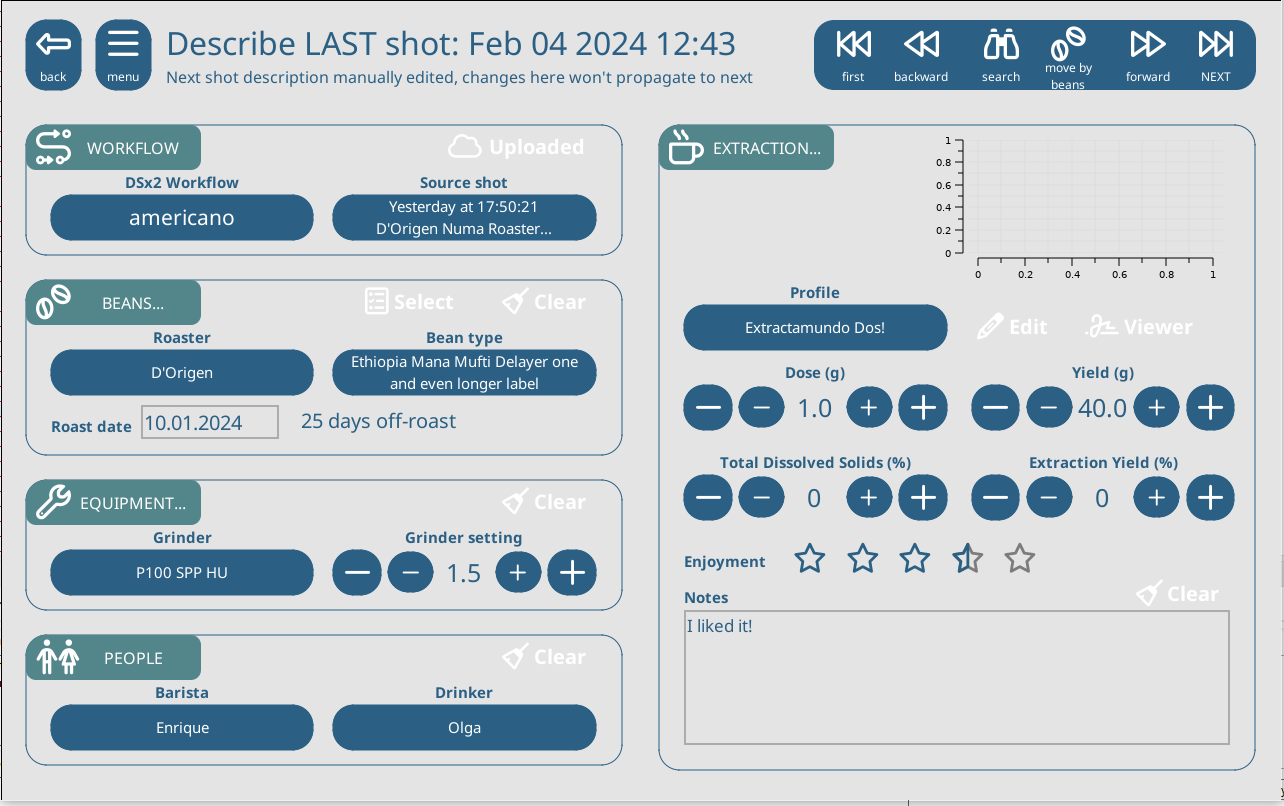 back
menu
Describe LAST shot: Feb 04 2024 12:43
Next shot description manually edited, changes here won't propagate to next
first
backward
search
move by
beans
forward
NEXT
WORKFLOW
Uploaded
DSx2 Workflow
Source shot
americano
Yesterday at 17:50:21
D'Origen Numa Roaster...
BEANS...
Select
Clear
Roaster
Bean type
D'Origen
Ethiopia Mana Mufti Delayer one
and even longer label
Roast date
10.01.2024
25 days off-roast
EQUIPMENT...
Clear
Grinder
Grinder setting
P100 SPP HU
1.5
PEOPLE
Clear
Barista
Drinker
Enrique
Olga
EXTRACTION...
1
0.8
0.6
0.4
0.2
0
0 0.2 0.4 0.6 0.8 1
Profile
Extractamundo Dos!
Edit
Viewer
Dose (g)
Yield (g)
1.0
40.0
Total Dissolved Solids (%)
Extraction Yield (%)
0
0
Enjoyment
Notes
Clear
I liked it!